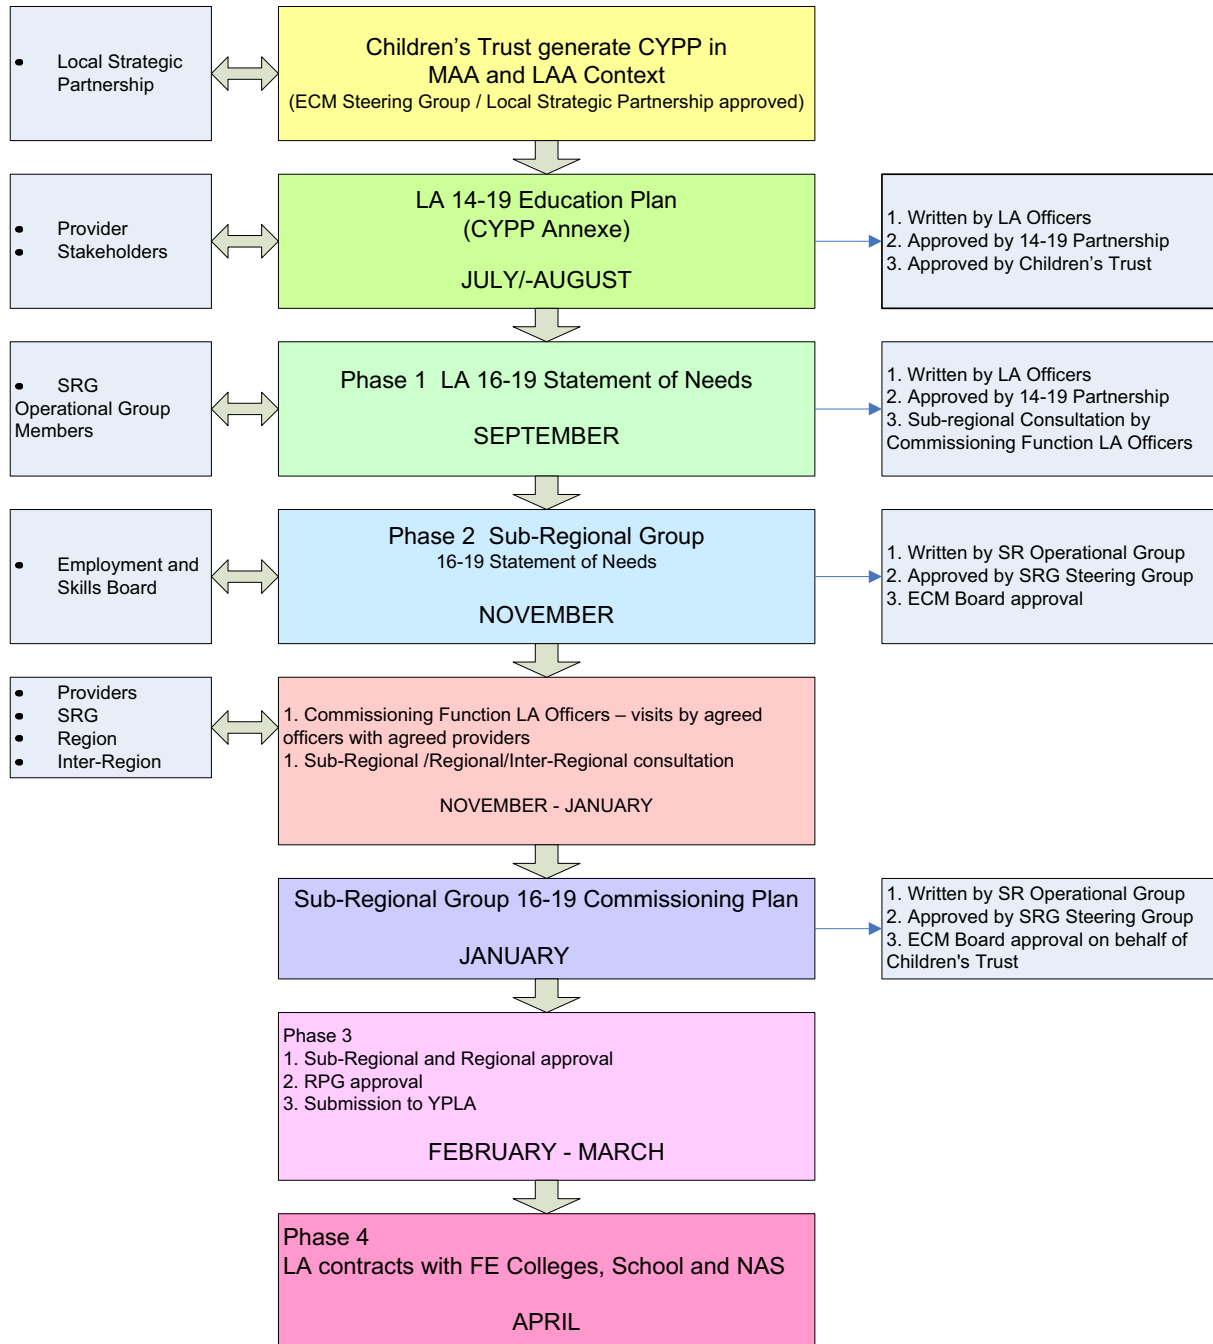 • Local Strategic
Partnership
Children's Trust generate CYPP in
MAA and LAA Context
(ECM Steering Group / Local Strategic Partnership approved)
• Provider
• Stakeholders
LA 14-19 Education Plan
(CYPP Annexe)
JULY/-AUGUST
1. Written by LA Officers
2. Approved by 14-19 Partnership
3. Approved by Children's Trust
• SRG
Operational Group
Members
Phase 1 LA 16-19 Statement of Needs
SEPTEMBER
1. Written by LA Officers
2. Approved by 14-19 Partnership
3. Sub-regional Consultation by
Commissioning Function LA Officers
• Employment and
Skills Board
Phase 2 Sub-Regional Group
16-19 Statement of Needs
NOVEMBER
1. Written by SR Operational Group
2. Approved by SRG Steering Group
3. ECM Board approval
• Providers
• SRG
• Region
• Inter-Region
1. Commissioning Function LA Officers – visits by agreed
officers with agreed providers
1. Sub-Regional /Regional/Inter-Regional consultation
NOVEMBER - JANUARY
Sub-Regional Group 16-19 Commissioning Plan
JANUARY
1. Written by SR Operational Group
2. Approved by SRG Steering Group
3. ECM Board approval on behalf of
Children's Trust
Phase 3
1. Sub-Regional and Regional approval
2. RPG approval
3. Submission to YPLA
FEBRUARY - MARCH
Phase 4
LA contracts with FE Colleges, School and NAS
APRIL